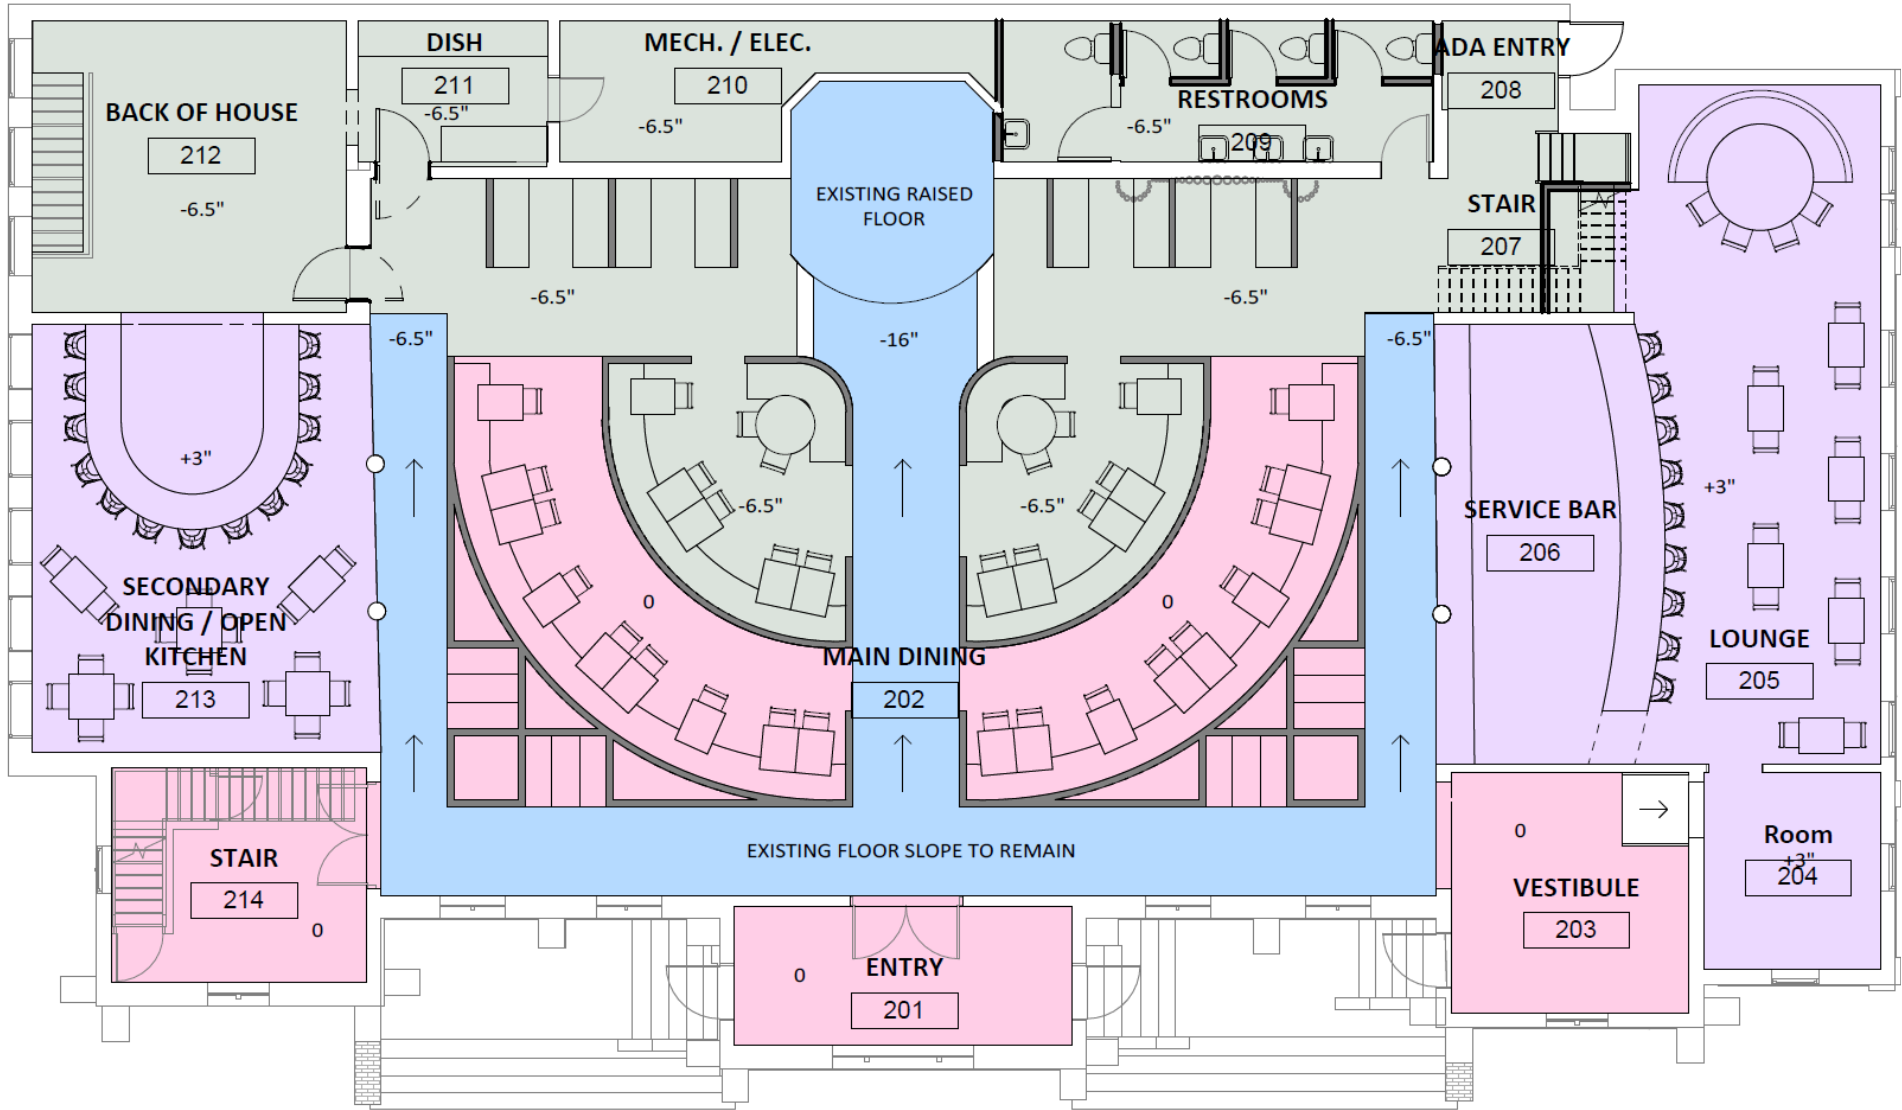 DISH
211
-6.5"
MECH. / ELEC.
210
-6.5"
ADA ENTRY
208
RESTROOMS
209
-6.5"
BACK OF HOUSE
212
-6.5"
EXISTING RAISED
FLOOR
STAIR
207
-6.5"
-6.5"
-6.5"
-16"
-6.5"
+3"
-6.5"
-6.5"
+3"
SERVICE BAR
206
SECONDARY
DINING / OPEN
KITCHEN
213
0
0
MAIN DINING
202
LOUNGE
205
STAIR
214
0
EXISTING FLOOR SLOPE TO REMAIN
0
VESTIBULE
203
Room
+3"
204
ENTRY
0
201